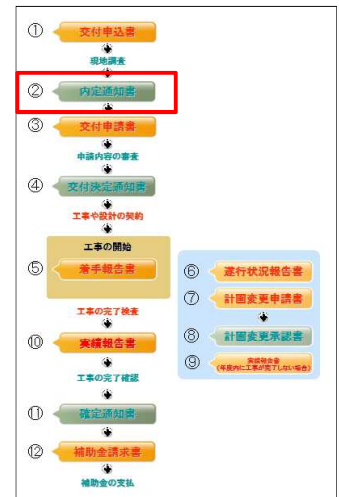 ① 交付申込書
現地調査
② 内定通知書
③ 交付申請書
申請内容の審査
④ 交付決定通知書
工事や設計の契約
工事の開始
⑤ 着手報告書
工事の完了検査
⑩ 実績報告書
工事の完了確認
⑪ 確定通知書
⑫ 補助金請求書
補助金の支払
⑥ 遂行状況報告書
⑦ 計画変更申請書
⑧ 計画変更承認書
⑨ 実績報告書
(年度内に工事が完了しない場合)